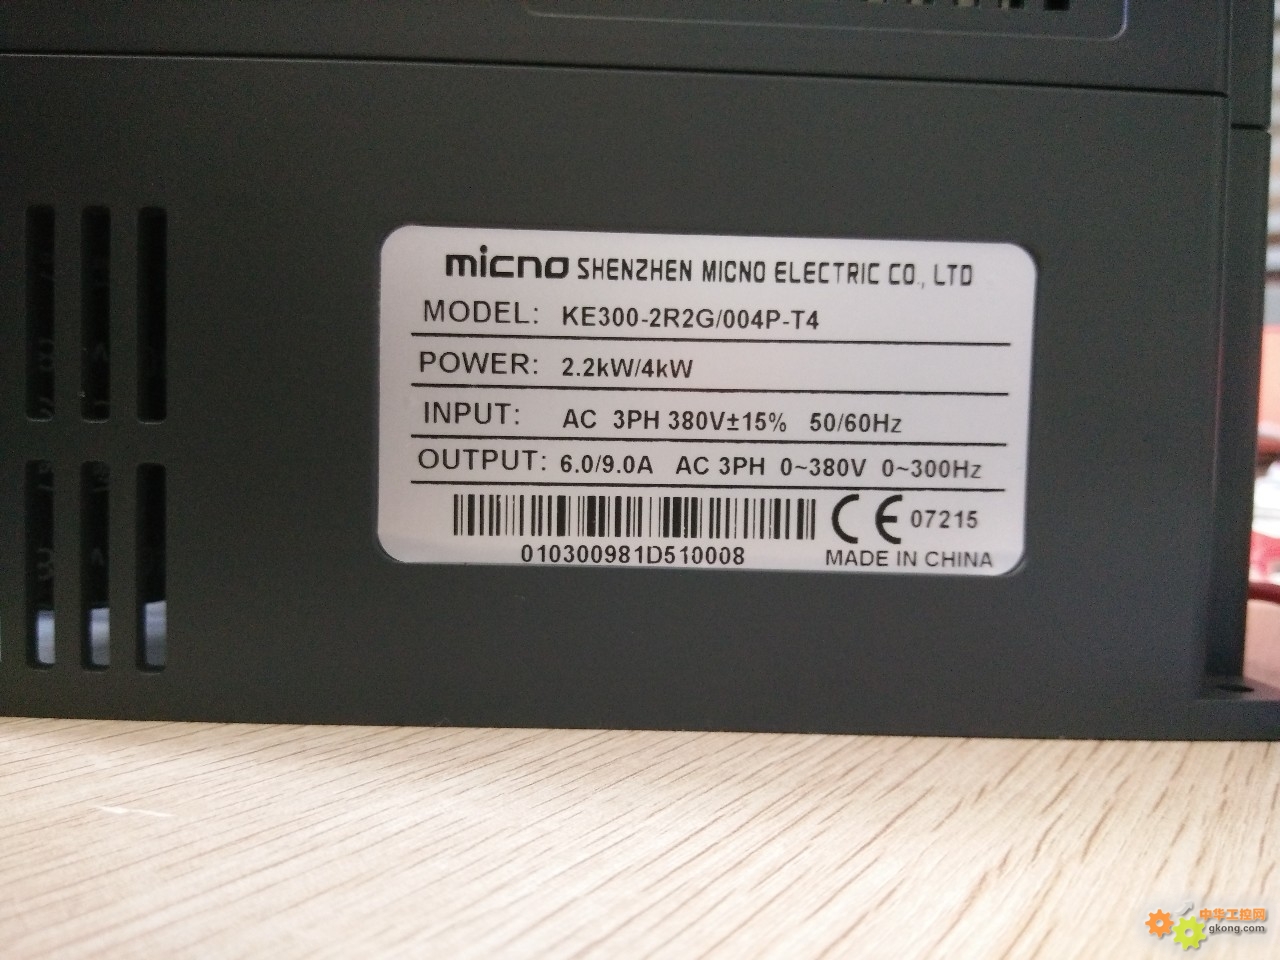 micno SHENZHEN MICNO ELECTRIC CO., LTD
MODEL: KE300-2R2G/004P-T4
POWER: 2.2kW/4kW
INPUT: AC 3PH 380V±15% 50/60Hz
OUTPUT: 6.0/9.0A AC 3PH 0~380V 0~300Hz
CE 07215
010300981D510008 MADE IN CHINA
中华工控网
gkong.com